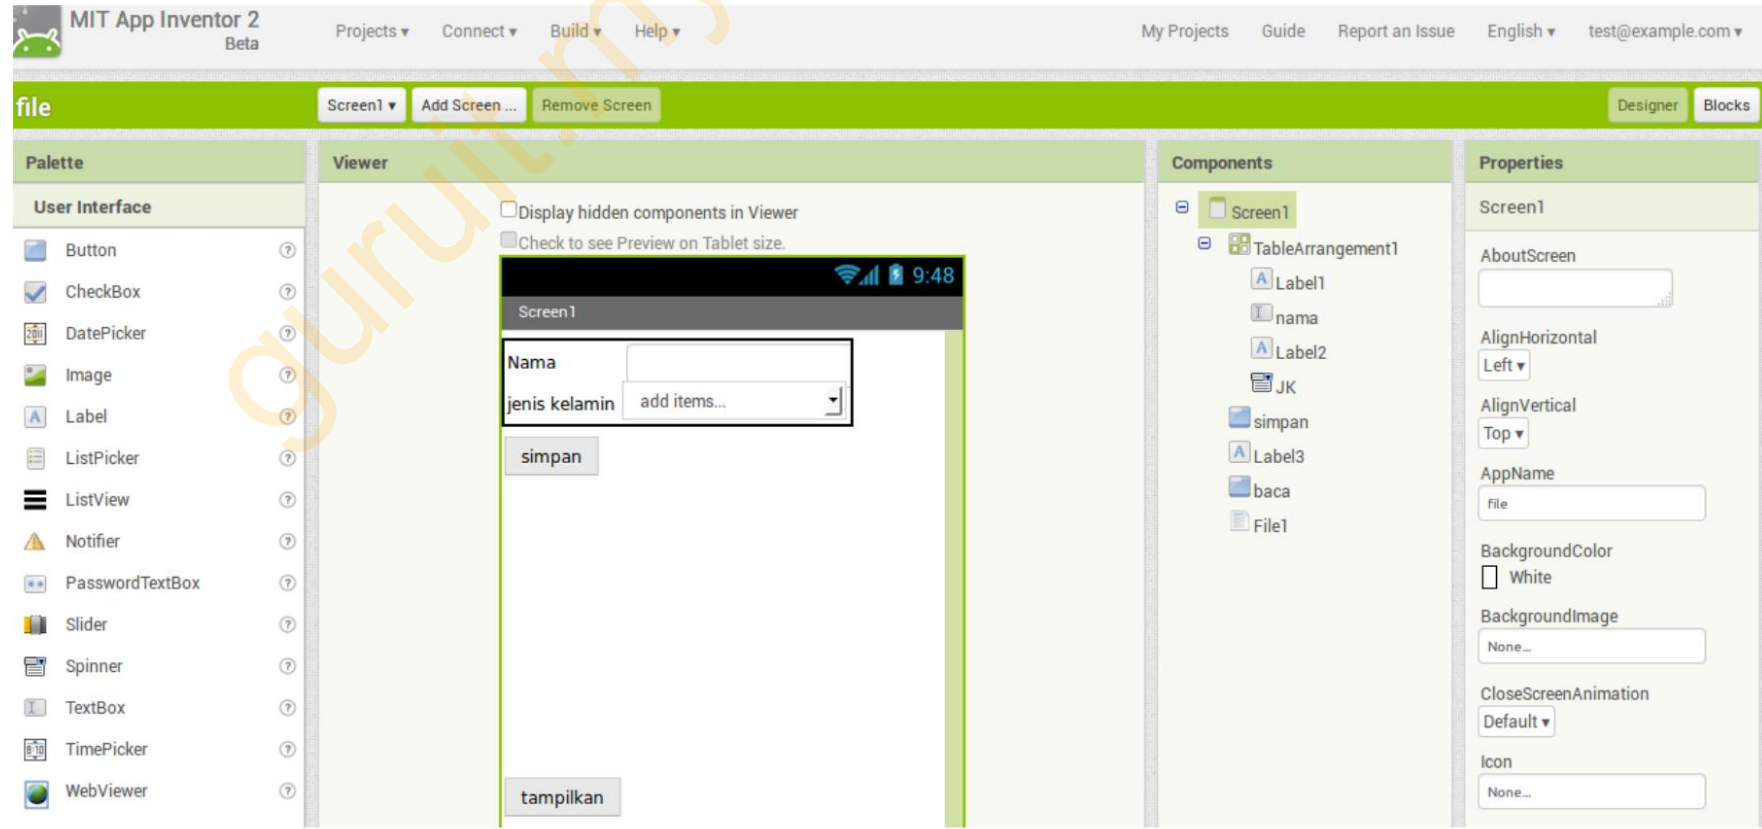 MIT App Inventor 2
Beta
Projects Connect Build Help My Projects Guide Report an Issue English test@example.com
file Screen1 Add Screen ... Remove Screen Designer Blocks
Palette
User Interface
Button
CheckBox
DatePicker
Image
Label
ListPicker
ListView
Notifier
PasswordTextBox
Slider
Spinner
TextBox
TimePicker
WebViewer
Viewer
Display hidden components in Viewer
Check to see Preview on Tablet size.
9:48
Screen1
Nama
jenis kelamin add items...
simpan
tampilkan
Components
Screen1
TableArrangement1
Label1
nama
Label2
JK
simpan
Label3
baca
File1
Properties
Screen1
AboutScreen
AlignHorizontal
Left
AlignVertical
Top
AppName
file
BackgroundColor
White
BackgroundImage
None...
CloseScreenAnimation
Default
Icon
None...